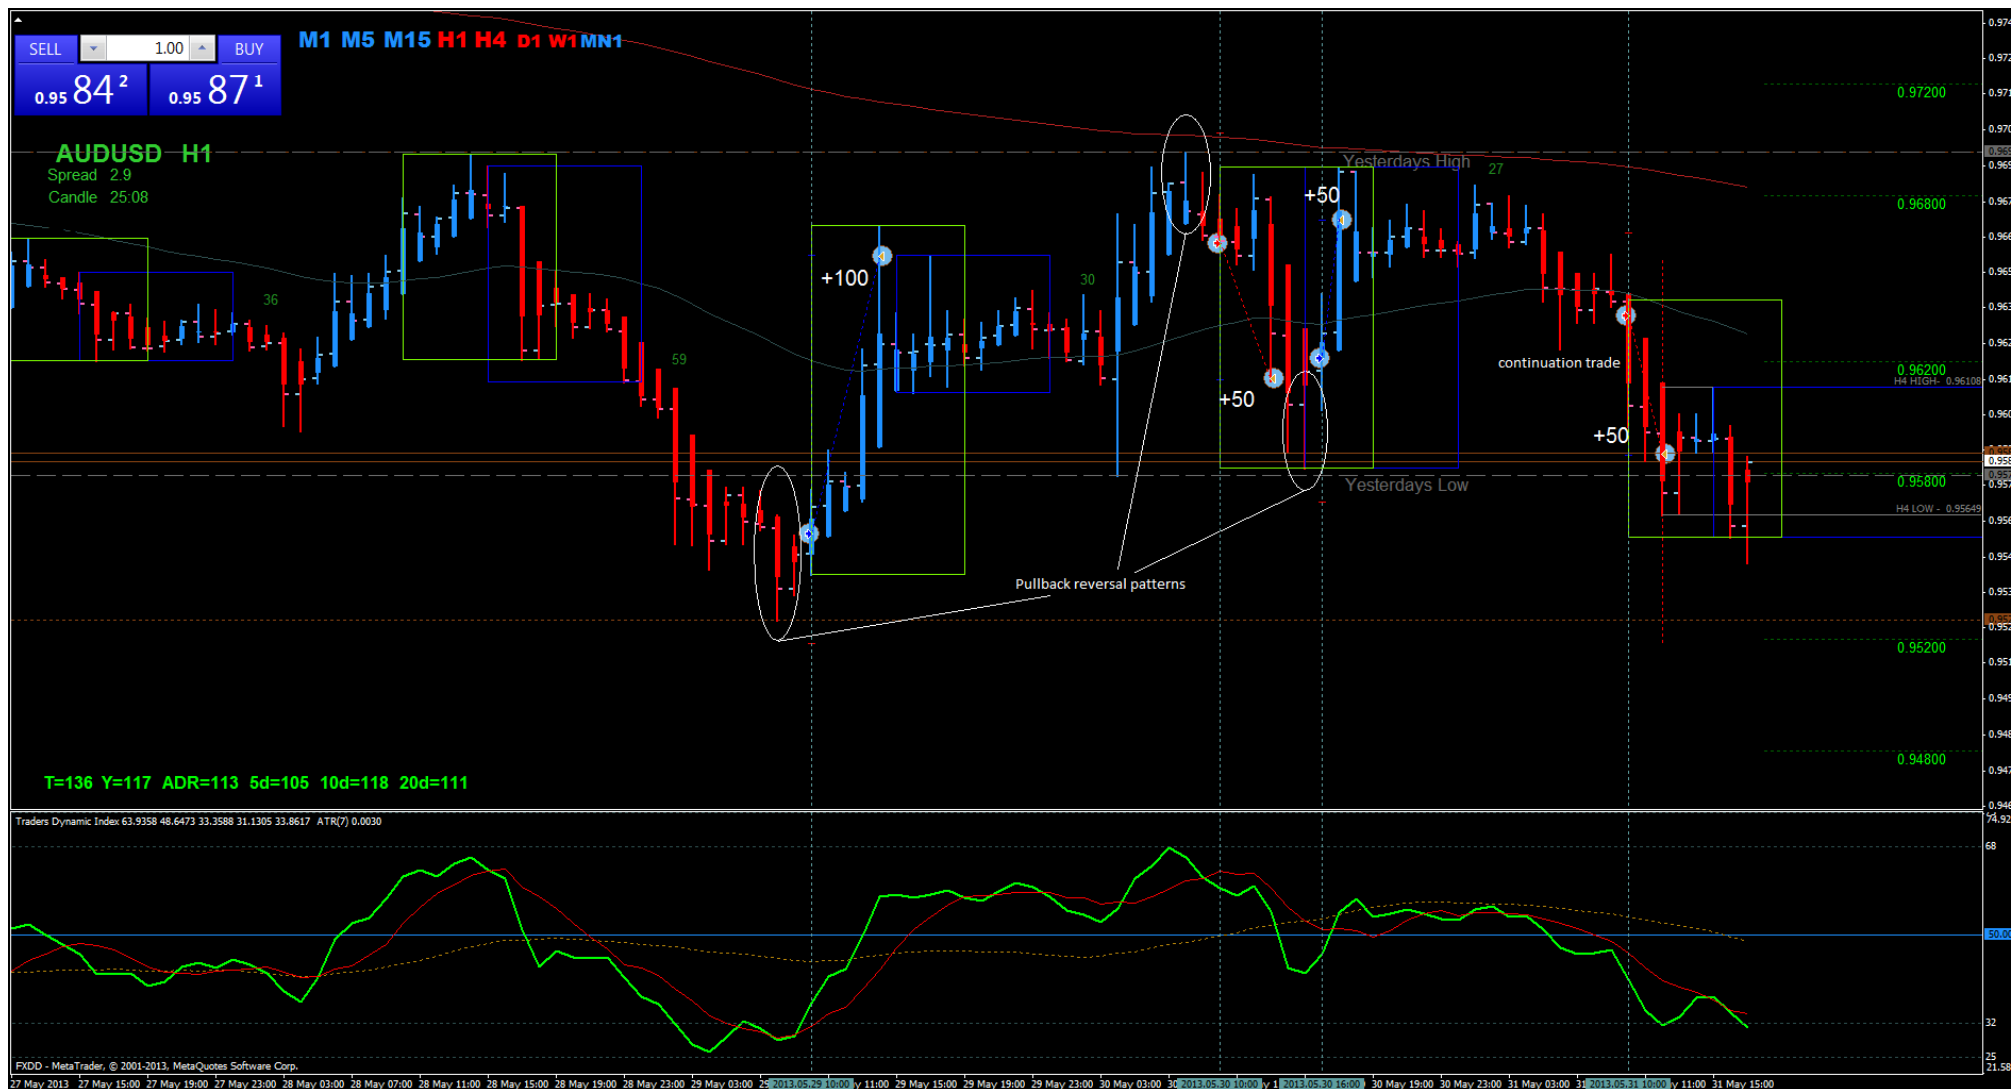 SELL 1.00 BUY
M1 M5 M15 H1 H4 D1 W1 MN1
0.95 84 2 0.95 87 1
0.97200
AUDUSD H1
Spread 2.9
Candle 25:08
Yesterdays High
27
+50
0.96800
+100
30
36
59
continuation trade
0.96200
H4 HIGH- 0.96108
+50
+50
Yesterdays Low
0.95800
H4 LOW - 0.95649
Pullback reversal patterns
0.95200
0.94800
T=136 Y=117 ADR=113 5d=105 10d=118 20d=111
Traders Dynamic Index 63.9358 48.6473 33.3588 31.1305 33.8617 ATR(7) 0.0030
74.92
68
50.00
32
25
21.58
FXDD - MetaTrader, © 2001-2013, MetaQuotes Software Corp.
27 May 2013 27 May 15:00 27 May 19:00 27 May 23:00 28 May 03:00 28 May 07:00 28 May 11:00 28 May 15:00 28 May 19:00 28 May 23:00 29 May 03:00 2013.05.29 10:00 29 May 15:00 29 May 19:00 29 May 23:00 30 May 03:00 2013.05.30 10:00 2013.05.30 16:00 30 May 19:00 30 May 23:00 31 May 03:00 2013.05.31 10:00 31 May 15:00